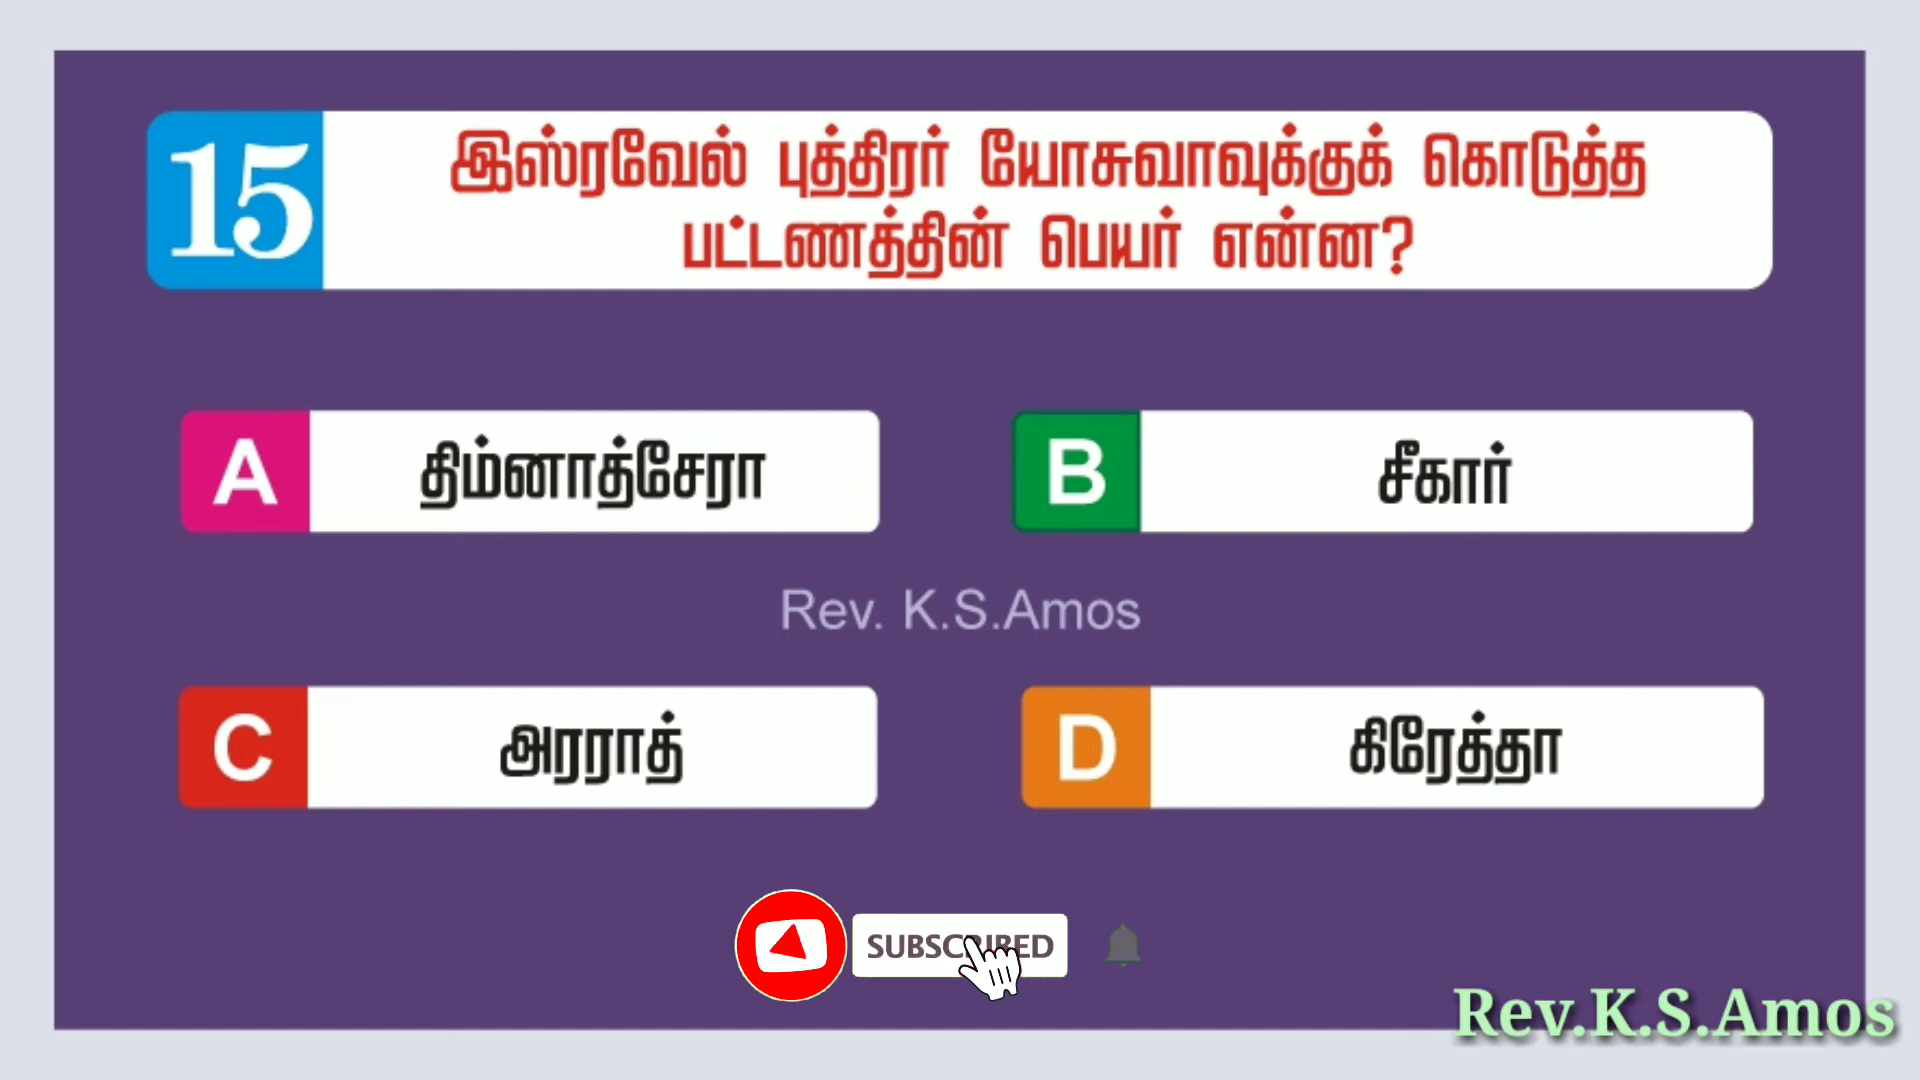 15
இஸ்ரவேல் புத்திரர் யோசுவாவுக்குக் கொடுத்த
பட்டணத்தின் பெயர் என்ன?
A திம்னாத்சேரா
B சீகார்
Rev. K.S.Amos
C அரராத்
D கிரேத்தா
SUBSCRIBED
Rev.K.S.Amos